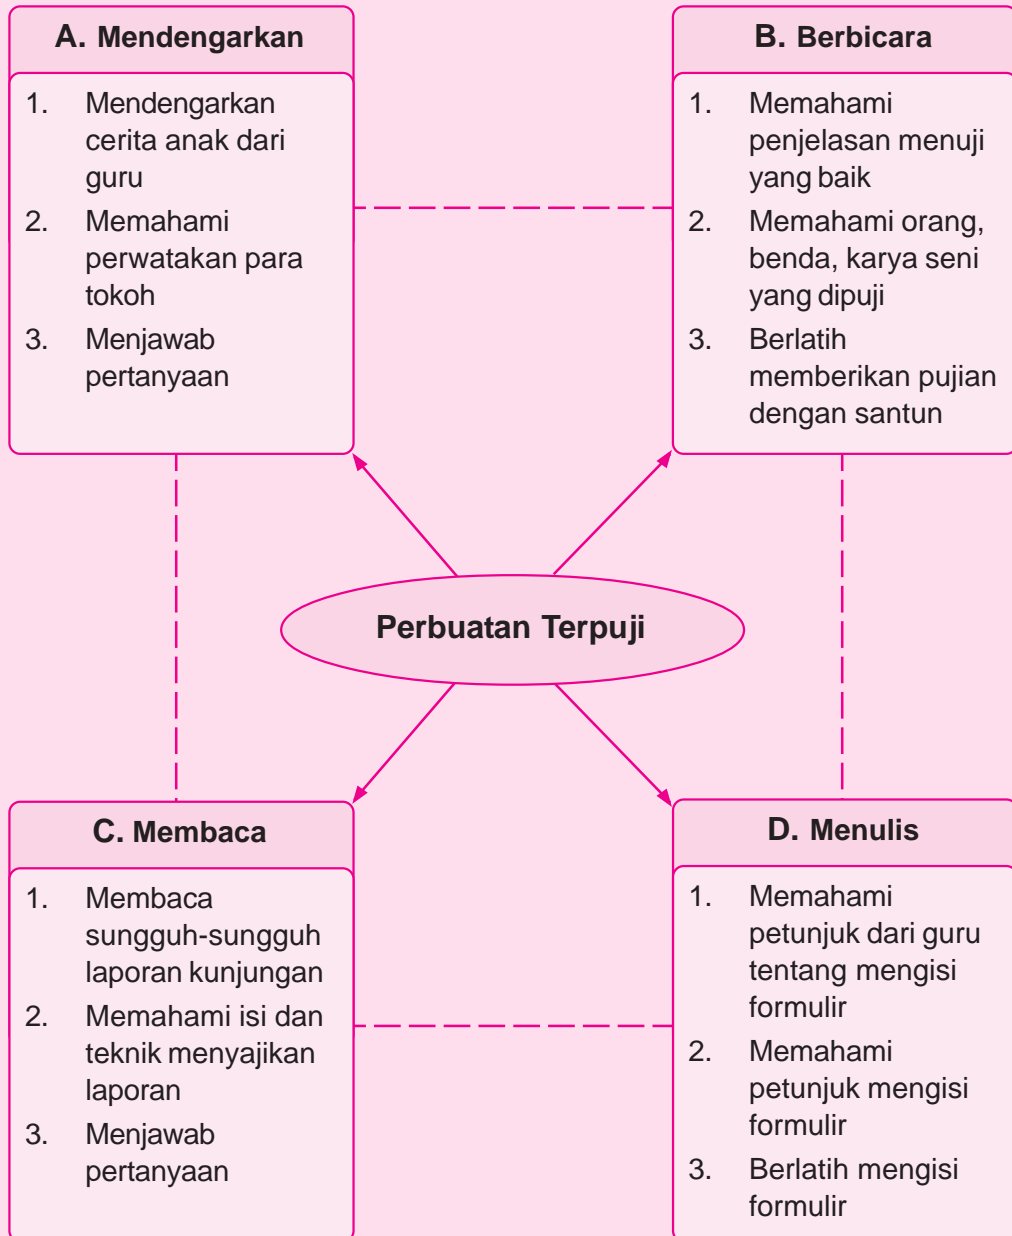 A. Mendengarkan
1. Mendengarkan
cerita anak dari
guru
2. Memahami
perwatakan para
tokoh
3. Menjawab
pertanyaan
B. Berbicara
1. Memahami
penjelasan menuji
yang baik
2. Memahami orang,
benda, karya seni
yang dipuji
3. Berlatih
memberikan pujian
dengan santun
Perbuatan Terpuji
C. Membaca
1. Membaca
sungguh-sungguh
laporan kunjungan
2. Memahami isi dan
teknik menyajikan
laporan
3. Menjawab
pertanyaan
D. Menulis
1. Memahami
petunjuk dari guru
tentang mengisi
formulir
2. Memahami
petunjuk mengisi
formulir
3. Berlatih mengisi
formulir